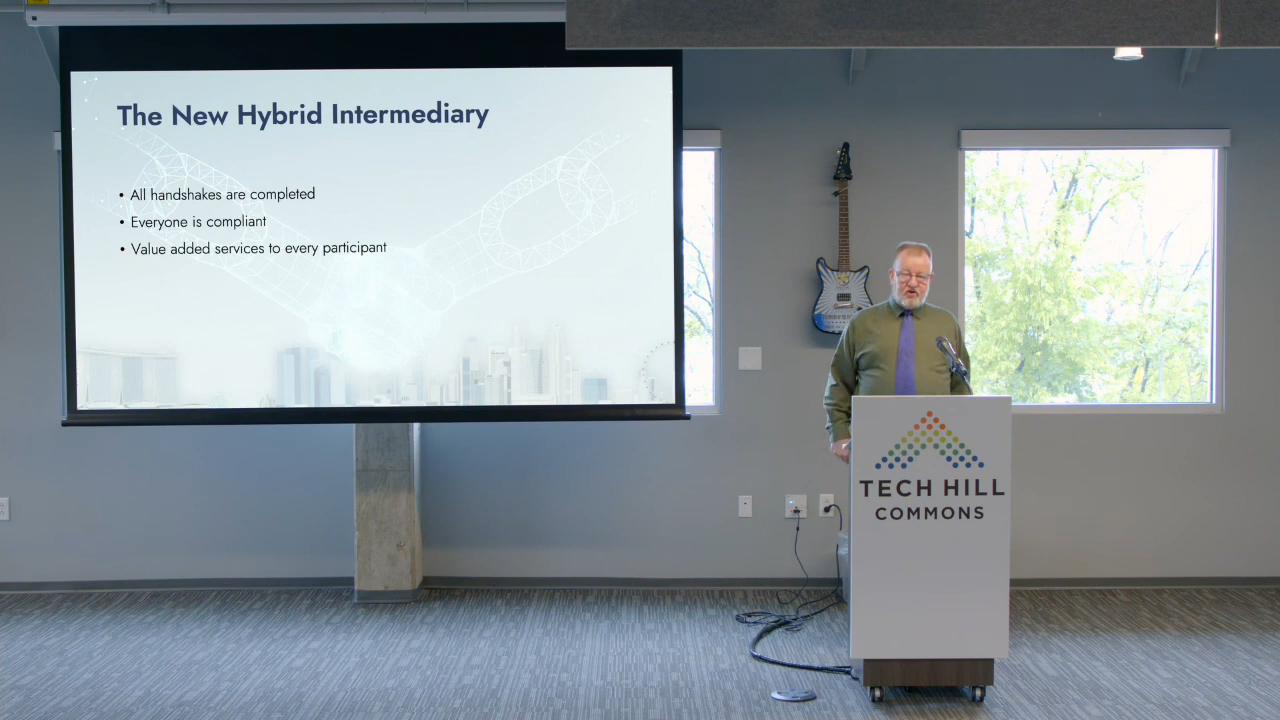 The New Hybrid Intermediary
• All handshakes are completed
• Everyone is compliant
• Value added services to every participant
TECH HILL
COMMONS